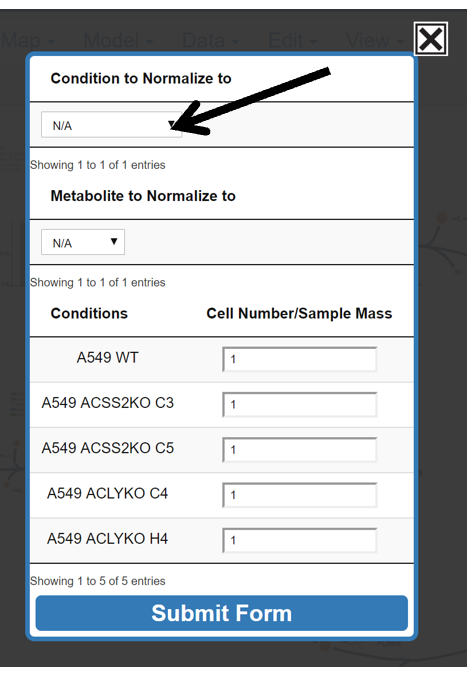 Map Model Data Edit View
Condition to Normalize to
N/A
Showing 1 to 1 of 1 entries
Metabolite to Normalize to
N/A
Showing 1 to 1 of 1 entries
Conditions Cell Number/Sample Mass
A549 WT 1
A549 ACSS2KO C3 1
A549 ACSS2KO C5 1
A549 ACLYKO C4 1
A549 ACLYKO H4 1
Showing 1 to 5 of 5 entries
Submit Form